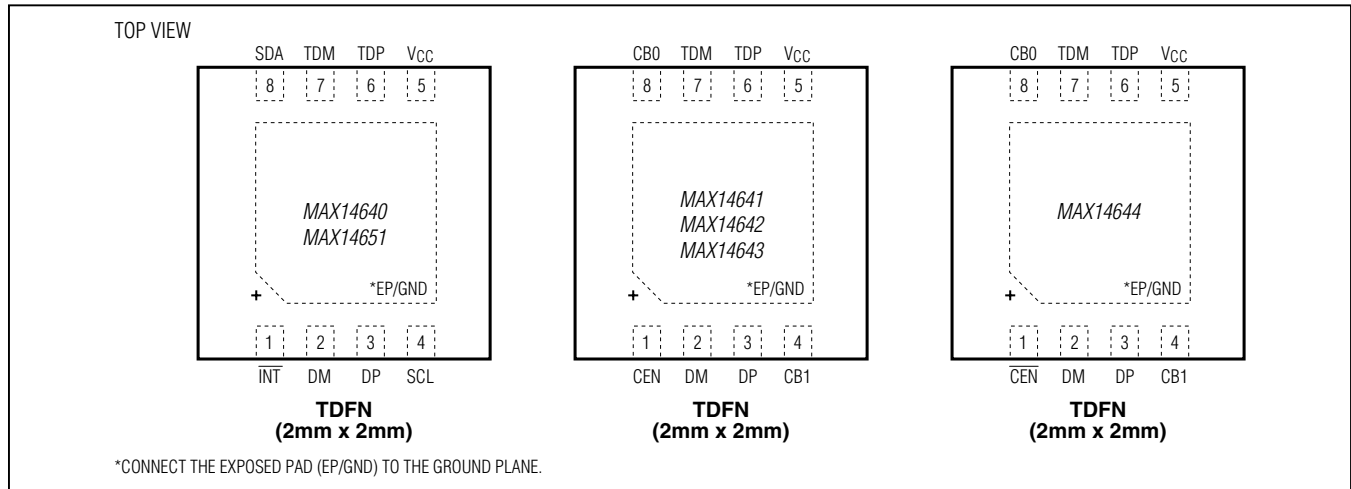 TOP VIEW
SDA TDM TDP VCC
8 7 6 5
MAX14640
MAX14651
*EP/GND
+
1 2 3 4
INT DM DP SCL
TDFN
(2mm x 2mm)
CB0 TDM TDP VCC
8 7 6 5
MAX14641
MAX14642
MAX14643
*EP/GND
+
1 2 3 4
CEN DM DP CB1
TDFN
(2mm x 2mm)
CB0 TDM TDP VCC
8 7 6 5
MAX14644
*EP/GND
+
1 2 3 4
CEN DM DP CB1
TDFN
(2mm x 2mm)
*CONNECT THE EXPOSED PAD (EP/GND) TO THE GROUND PLANE.